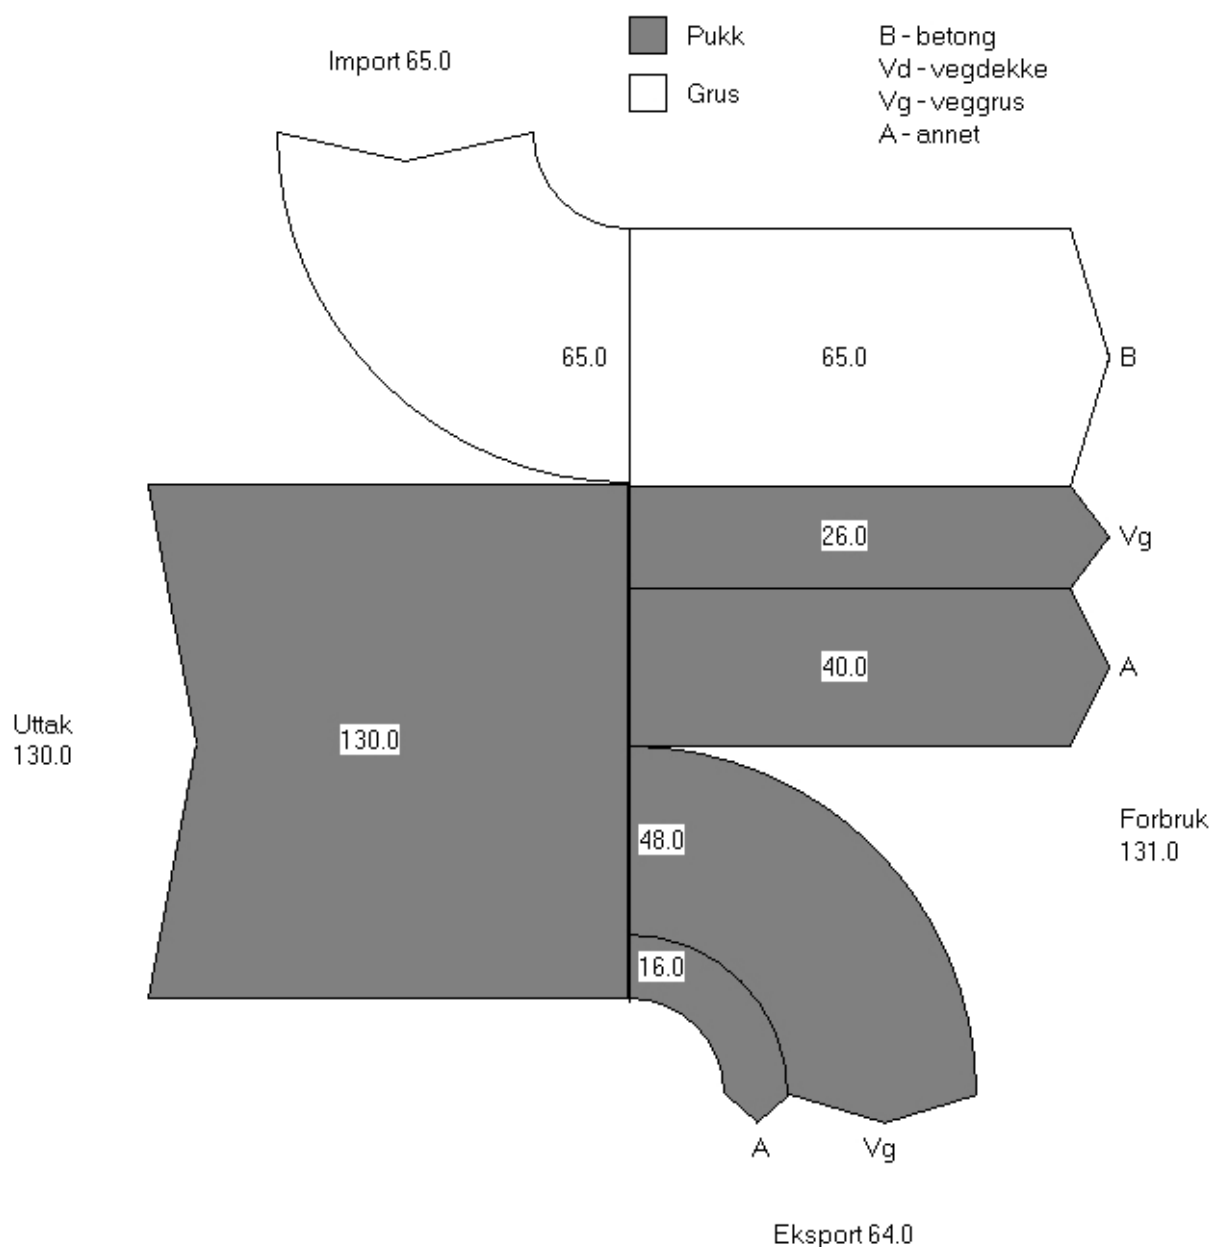 Import 65.0
Pukk
Grus
B - betong
Vd - vegdekke
Vg - veggrus
A - annet
65.0
65.0
B
26.0
Vg
40.0
A
Uttak
130.0
130.0
48.0
16.0
Forbruk
131.0
A
Vg
Eksport 64.0